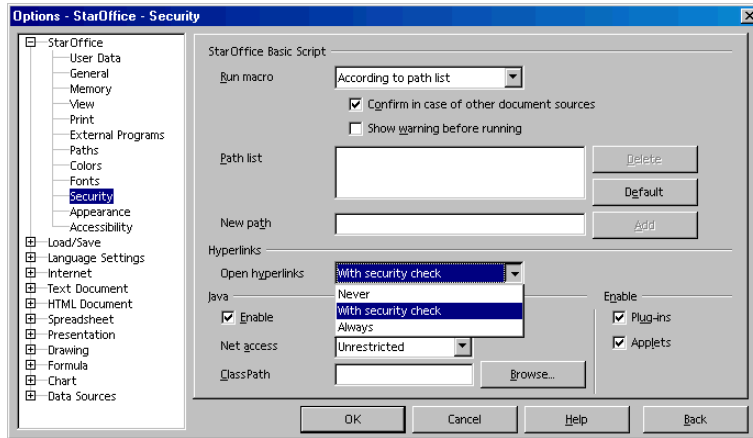 Options - StarOffice - Security
StarOffice
User Data
General
Memory
View
Print
External Programs
Paths
Colors
Fonts
Security
Appearance
Accessibility
Load/Save
Language Settings
Internet
Text Document
HTML Document
Spreadsheet
Presentation
Drawing
Formula
Chart
Data Sources
StarOffice Basic Script
Run macro
According to path list
Confirm in case of other document sources
Show warning before running
Path list
Delete
Default
New path
Add
Hyperlinks
Open hyperlinks
With security check
Never
With security check
Always
Java
Enable
Net access
Unrestricted
ClassPath
Browse...
Enable
Plug-ins
Applets
OK
Cancel
Help
Back